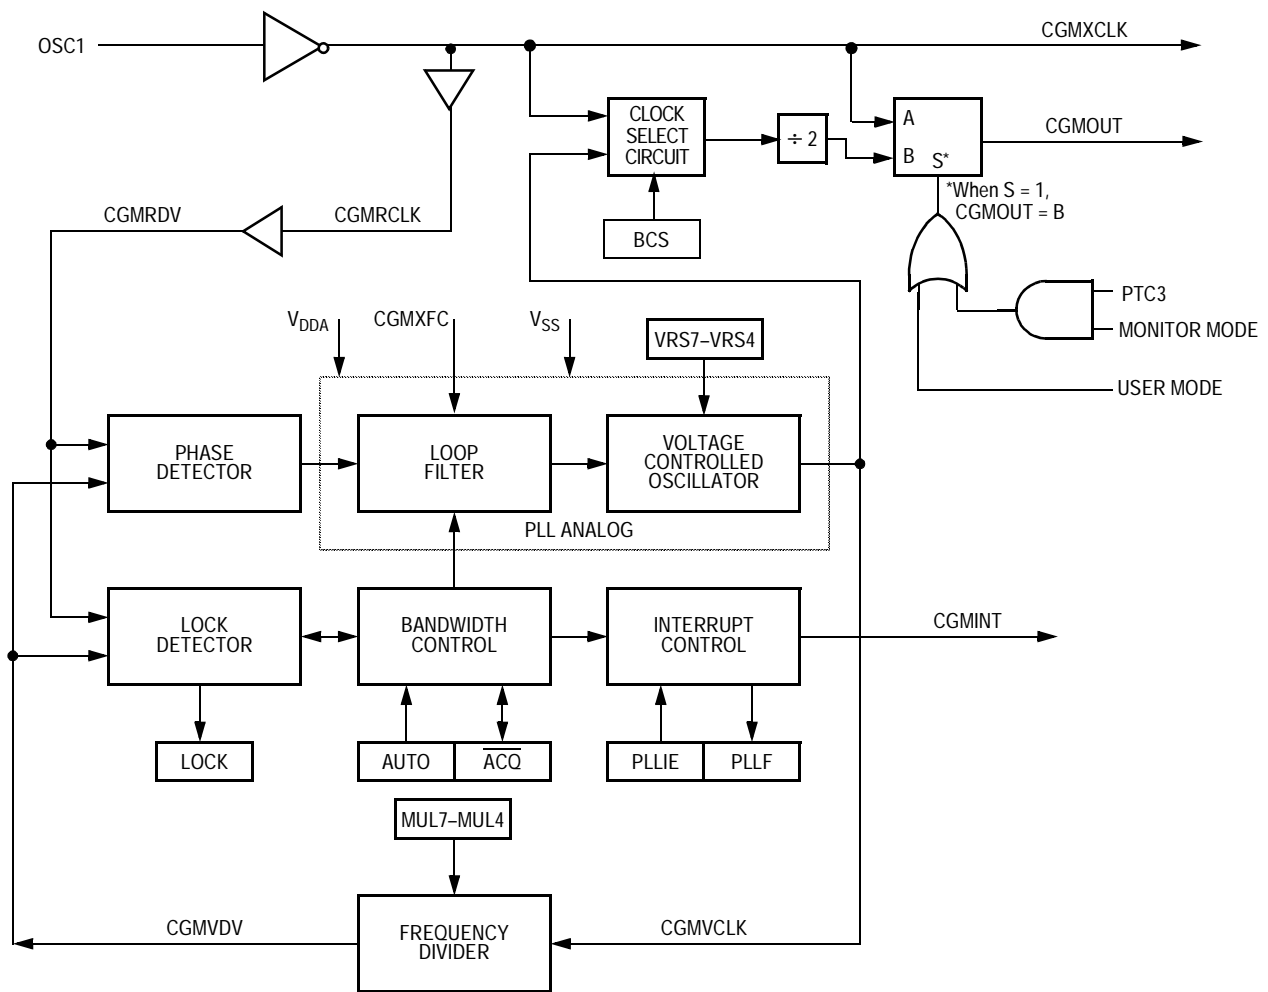 OSC1
CGMXCLK
CLOCK
SELECT
CIRCUIT
÷ 2
A
B
S*
CGMOUT
*When S = 1,
CGMOUT = B
CGMRDV
CGMRCLK
BCS
PTC3
MONITOR MODE
USER MODE
VDDA
CGMXFC
VSS
VRS7–VRS4
PHASE
DETECTOR
LOOP
FILTER
VOLTAGE
CONTROLLED
OSCILLATOR
PLL ANALOG
LOCK
DETECTOR
BANDWIDTH
CONTROL
INTERRUPT
CONTROL
CGMINT
LOCK
AUTO
ACQ
PLLIE
PLLF
MUL7–MUL4
CGMVDV
FREQUENCY
DIVIDER
CGMVCLK